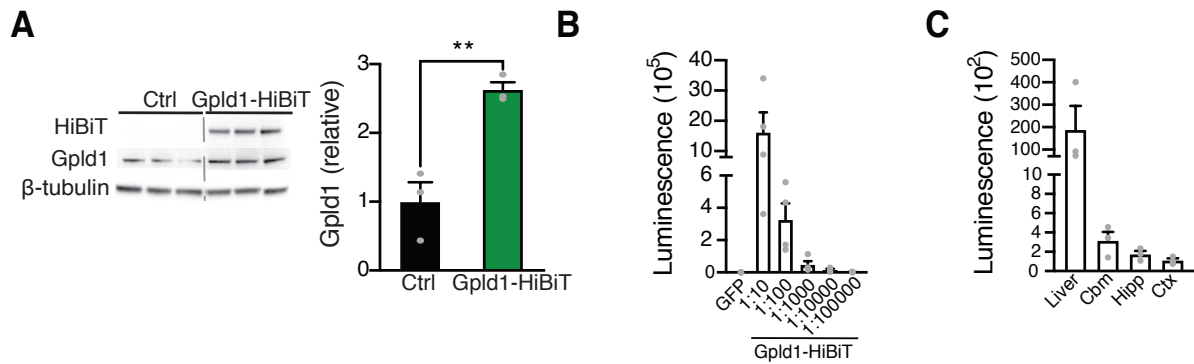 A
Ctrl Gpld1-HiBiT
HiBiT
Gpld1
β-tubulin
Gpld1 (relative)
3
2
1
0
**
Ctrl Gpld1-HiBiT
B
Luminescence (10⁵)
40
30
20
10
6
4
2
0
GFP
1:10
1:100
1:1000
1:10000
1:100000
Gpld1-HiBiT
C
Luminescence (10²)
500
400
300
200
100
10
8
6
4
2
0
Liver
Cbm
Hipp
Ctx